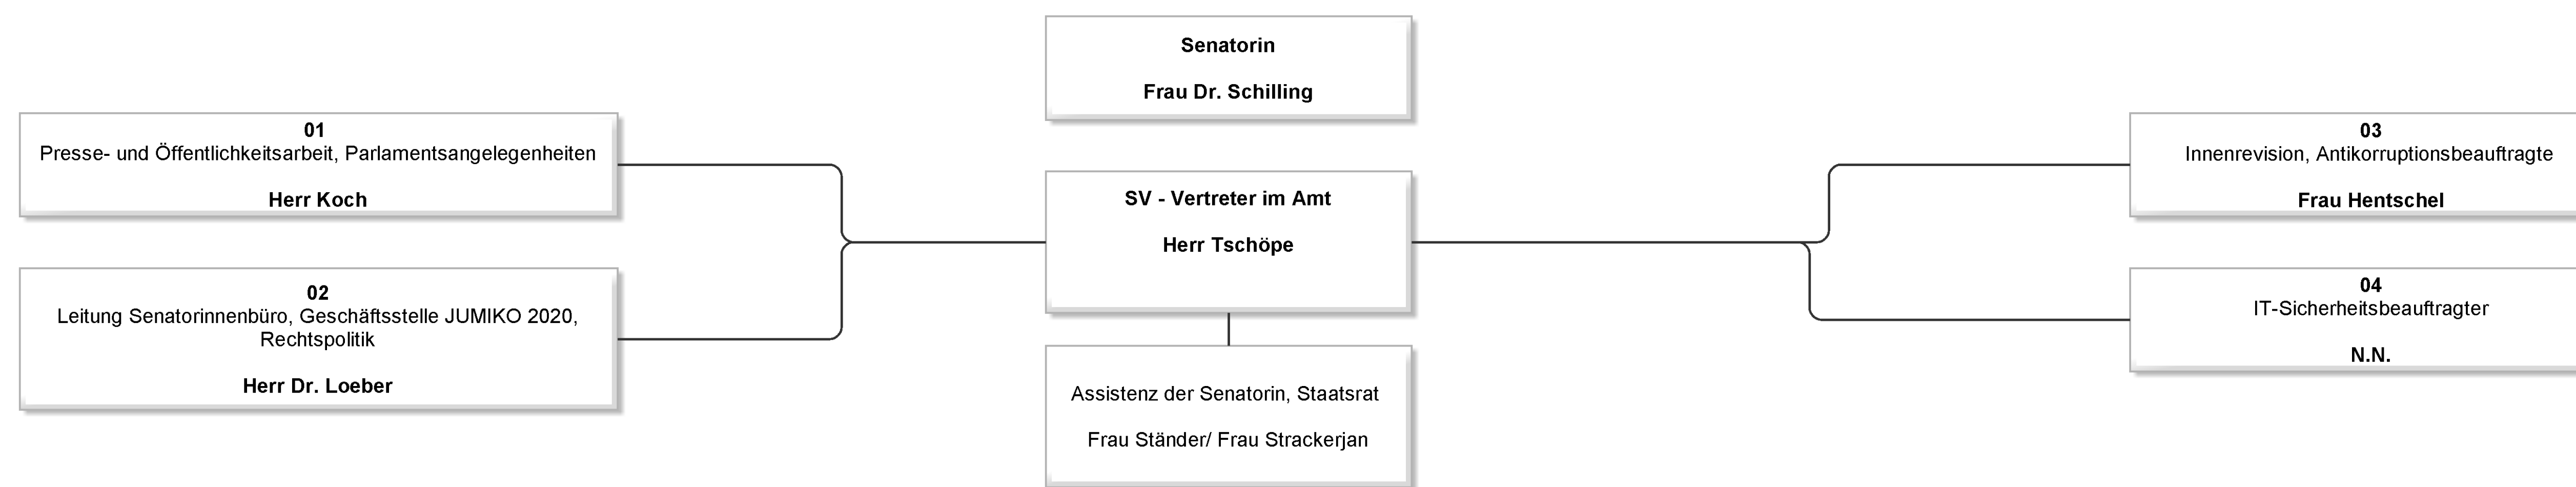 Senatorin
Frau Dr. Schilling
01
Presse- und Öffentlichkeitsarbeit, Parlamentsangelegenheiten
Herr Koch
02
Leitung Senatorinnenbüro, Geschäftsstelle JUMIKO 2020,
Rechtspolitik
Herr Dr. Loeber
SV - Vertreter im Amt
Herr Tschöpe
Assistenz der Senatorin, Staatsrat
Frau Ständer/ Frau Strackerjan
03
Innenrevision, Antikorruptionsbeauftragte
Frau Hentschel
04
IT-Sicherheitsbeauftragter
N.N.